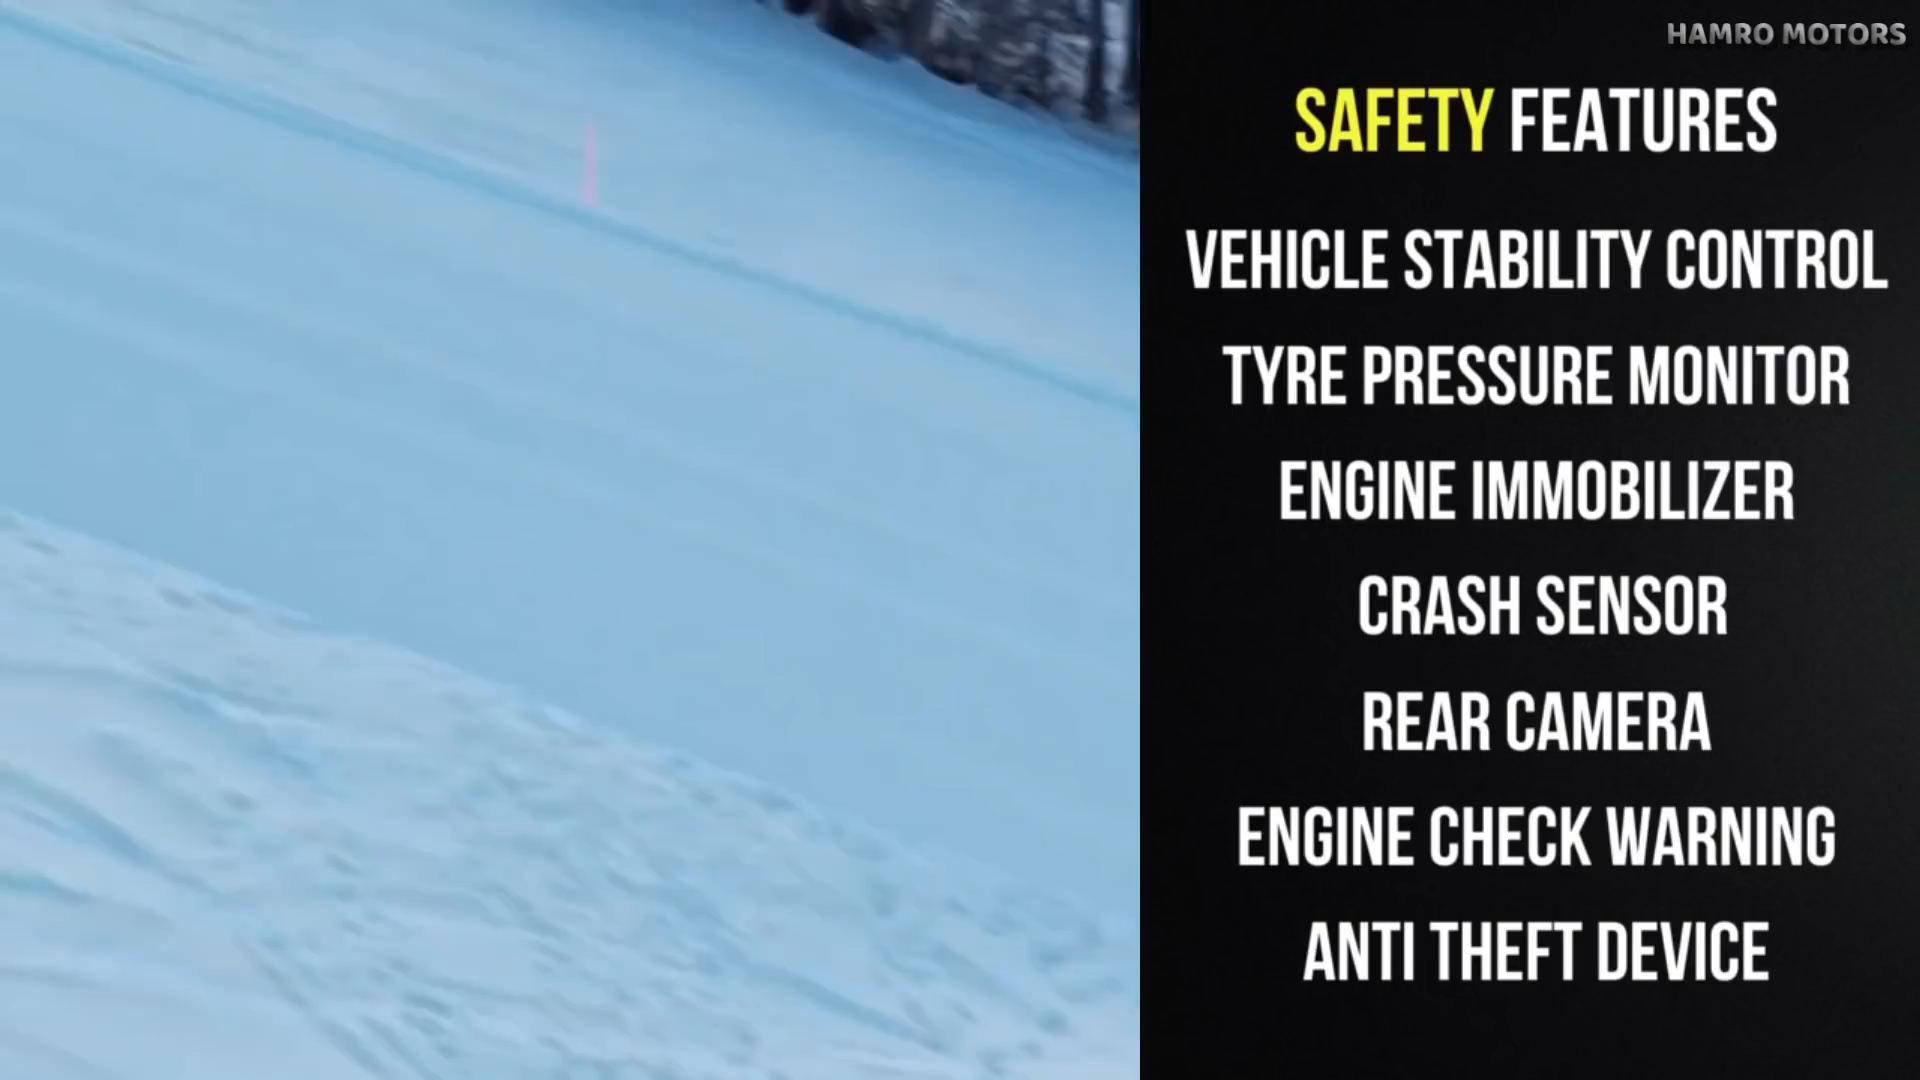 HAMRO MOTORS
SAFETY FEATURES
VEHICLE STABILITY CONTROL
TYRE PRESSURE MONITOR
ENGINE IMMOBILIZER
CRASH SENSOR
REAR CAMERA
ENGINE CHECK WARNING
ANTI THEFT DEVICE